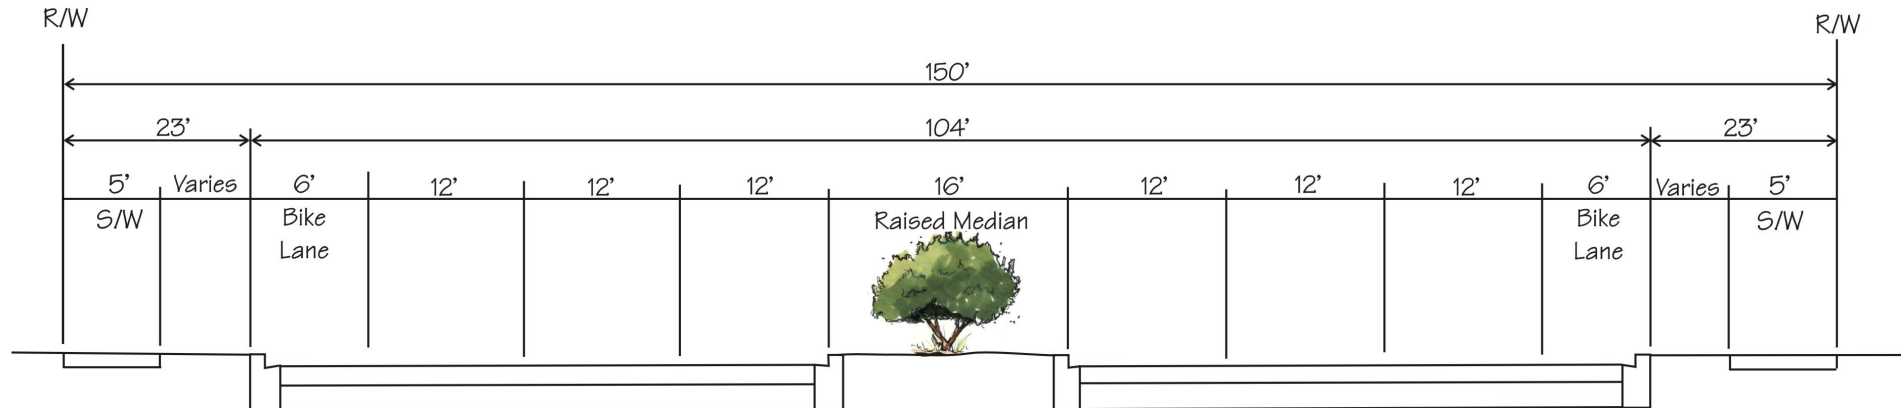 R/W
R/W
150’
23’ 104’ 23’
5’ Varies 6’ 12’ 12’ 12’ 16’ 12’ 12’ 12’ 6’ Varies 5’
S/W Bike Raised Median Bike S/W
Lane Lane